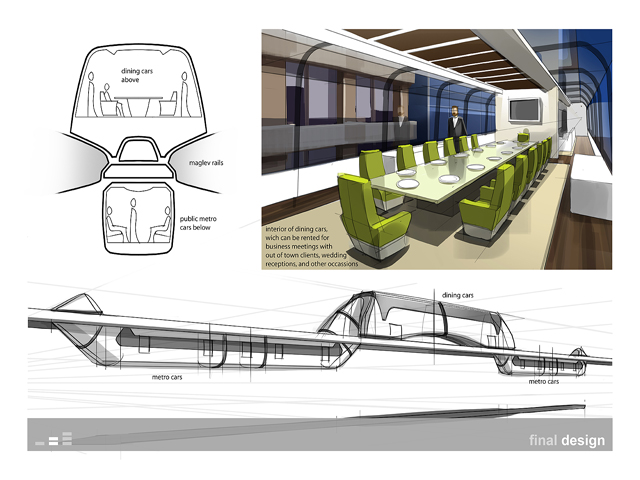 dining cars
above
maglev rails
public metro
cars below
interior of dining cars,
wich can be rented for
business meetings with
out of town clients, wedding
receptions, and other occassions
dining cars
metro cars
metro cars
final design